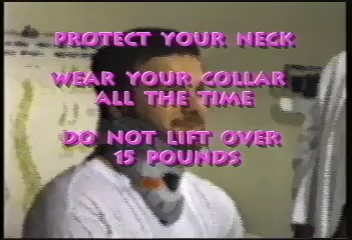 PROTECT YOUR NECK
WEAR YOUR COLLAR
ALL THE TIME
DO NOT LIFT OVER
15 POUNDS